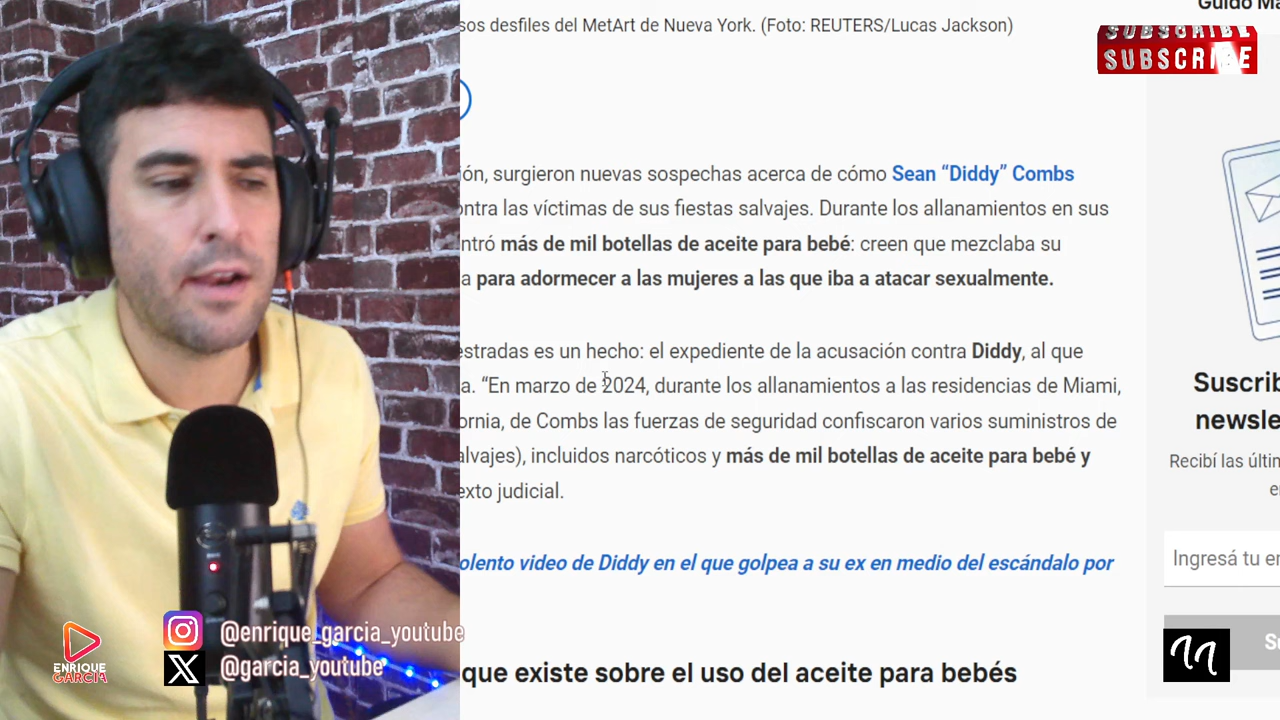 sos desfiles del MetArt de Nueva York. (Foto: REUTERS/Lucas Jackson)
SUBSCRIBE
SUBSCRIBE
ón, surgieron nuevas sospechas acerca de cómo Sean “Diddy” Combs
ontra las víctimas de sus fiestas salvajes. Durante los allanamientos en sus
ntró más de mil botellas de aceite para bebé: creen que mezclaba su
a para adormecer a las mujeres a las que iba a atacar sexualmente.
estradas es un hecho: el expediente de la acusación contra Diddy, al que
a. “En marzo de 2024, durante los allanamientos a las residencias de Miami,
ornia, de Combs las fuerzas de seguridad confiscaron varios suministros de
alvajes), incluidos narcóticos y más de mil botellas de aceite para bebé y
exto judicial.
olento video de Diddy en el que golpea a su ex en medio del escándalo por
que existe sobre el uso del aceite para bebés
Guido Ma
Suscrib
newsle
Recibí las últin
e
Ingresá tu e
Su
@enrique_garcia_youtube
@garcia_youtube
ENRIQUE
GARCIA